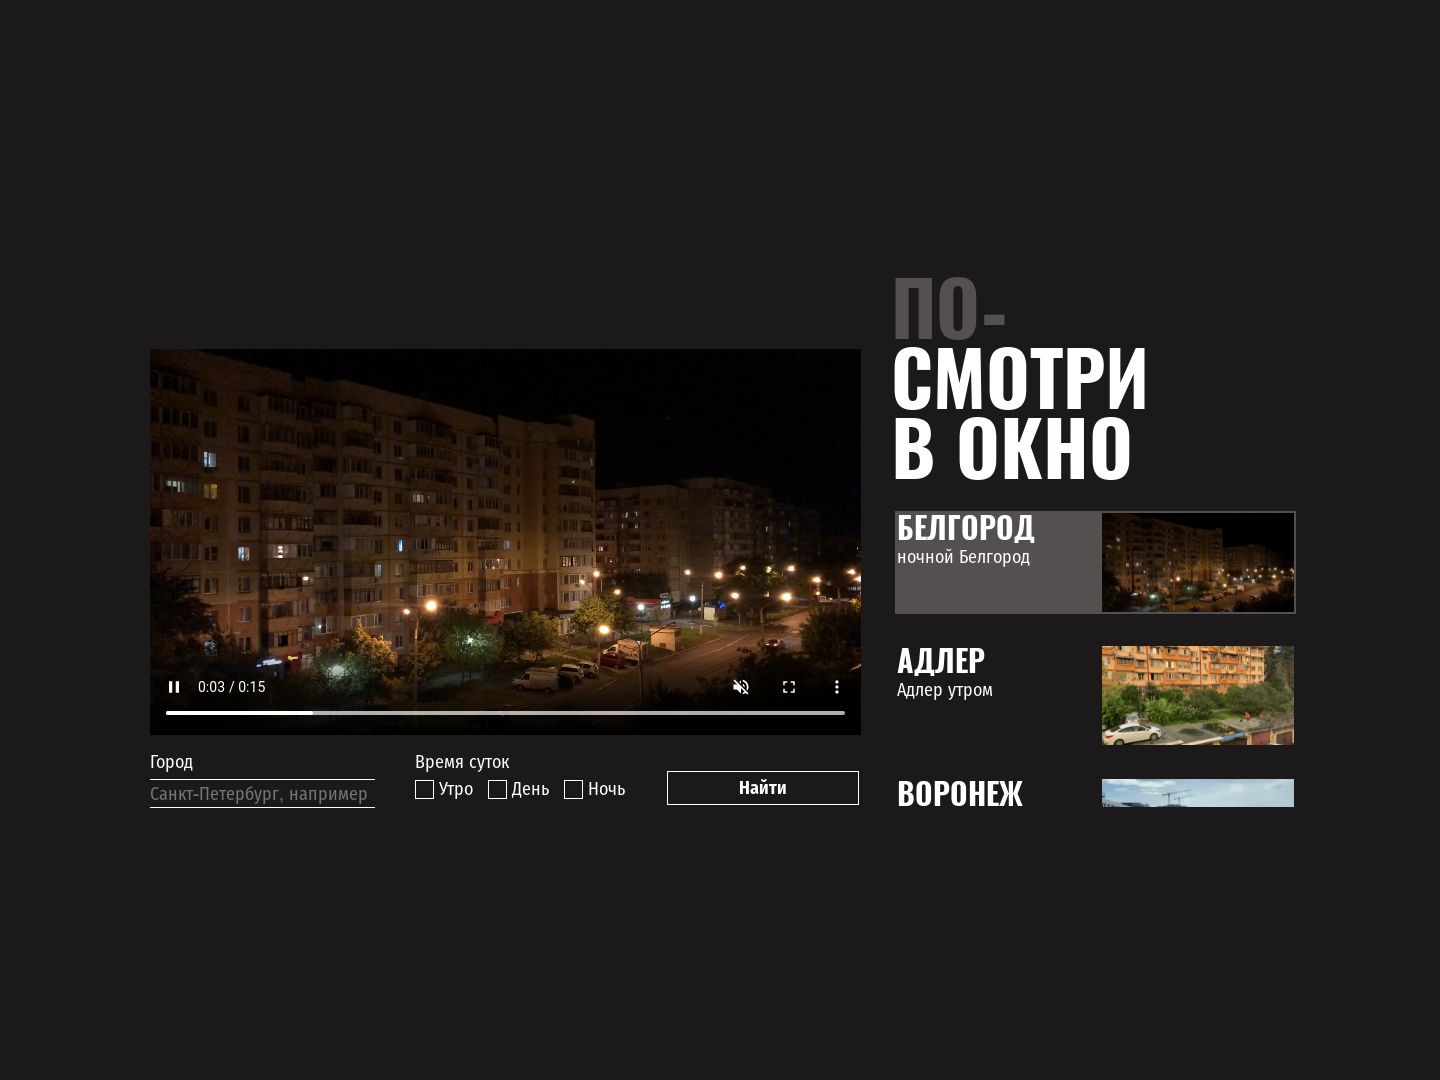 ПО-
СМОТРИ
В ОКНО
0:03 / 0:15
Город
Санкт-Петербург, например
Время суток
Утро День Ночь
Найти
БЕЛГОРОД
ночной Белгород
АДЛЕР
Адлер утром
ВОРОНЕЖ